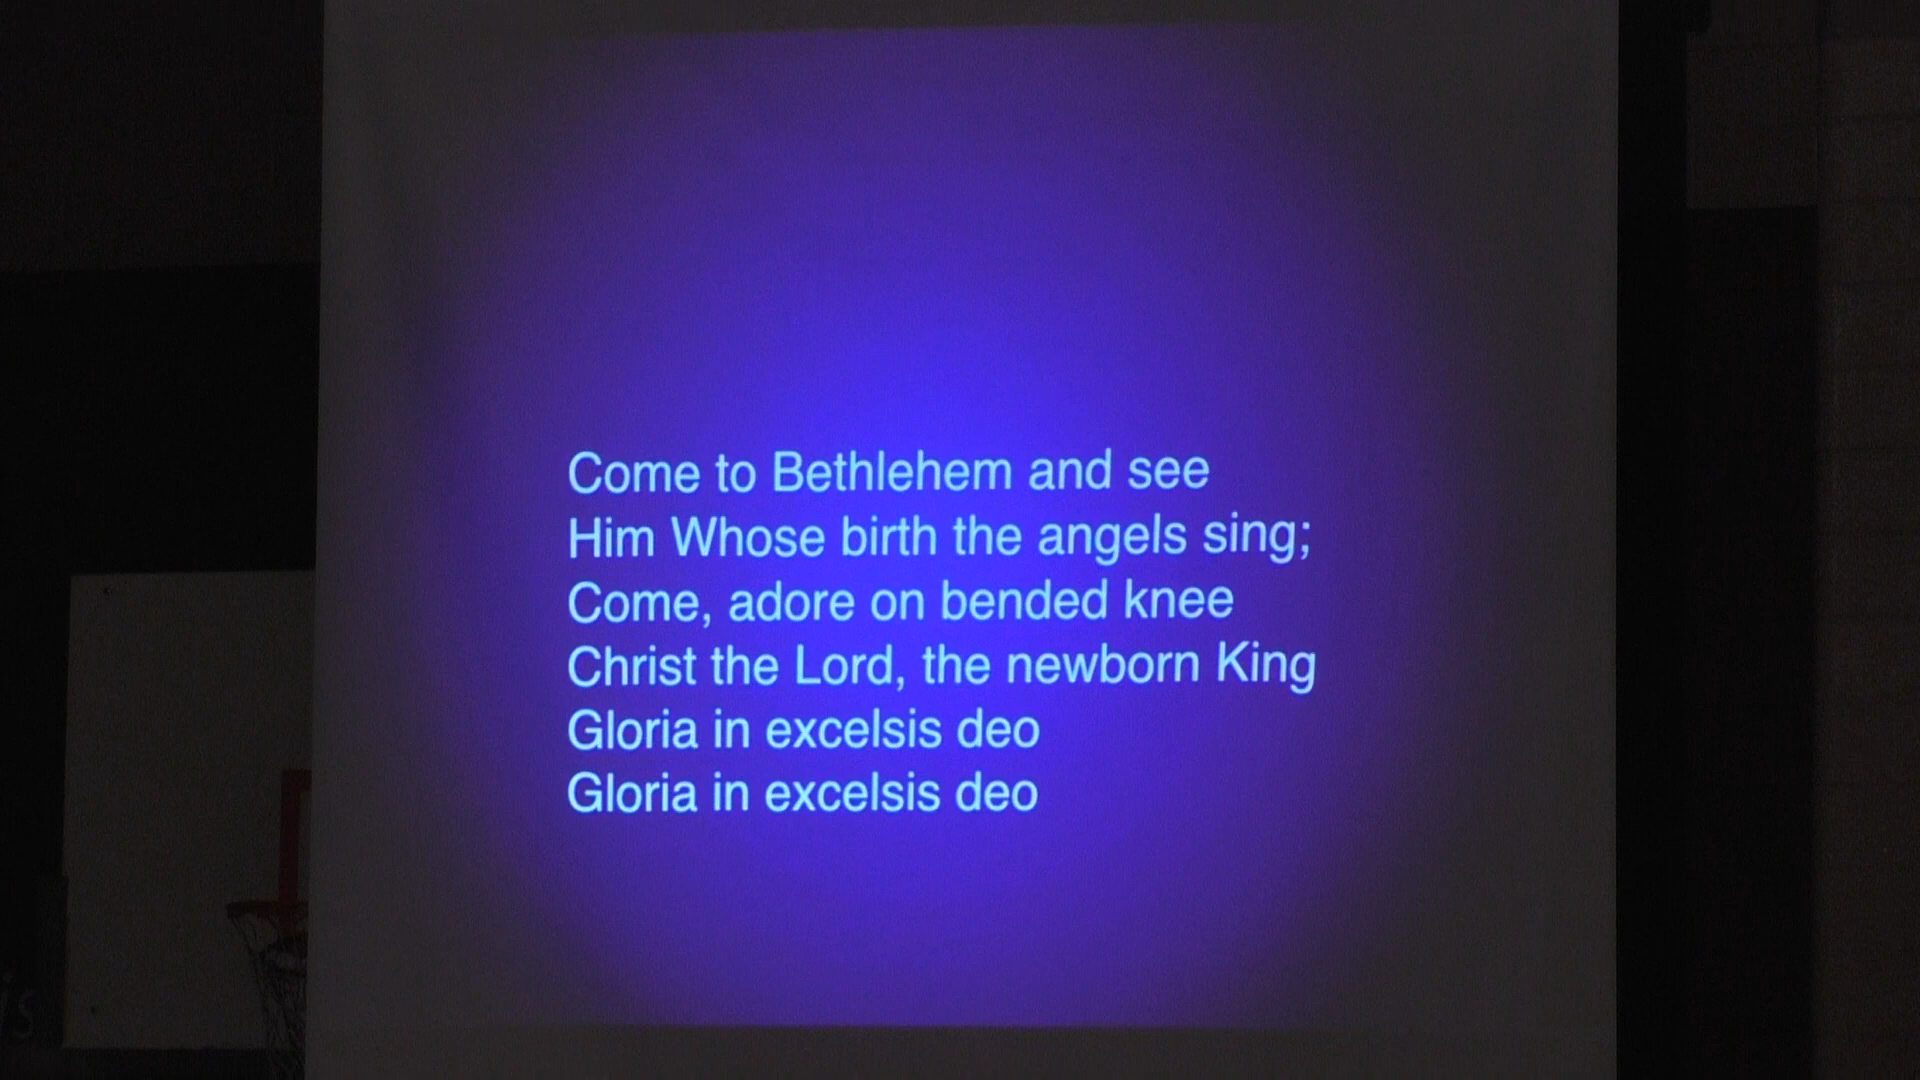 Come to Bethlehem and see
Him Whose birth the angels sing;
Come, adore on bended knee
Christ the Lord, the newborn King
Gloria in excelsis deo
Gloria in excelsis deo
is